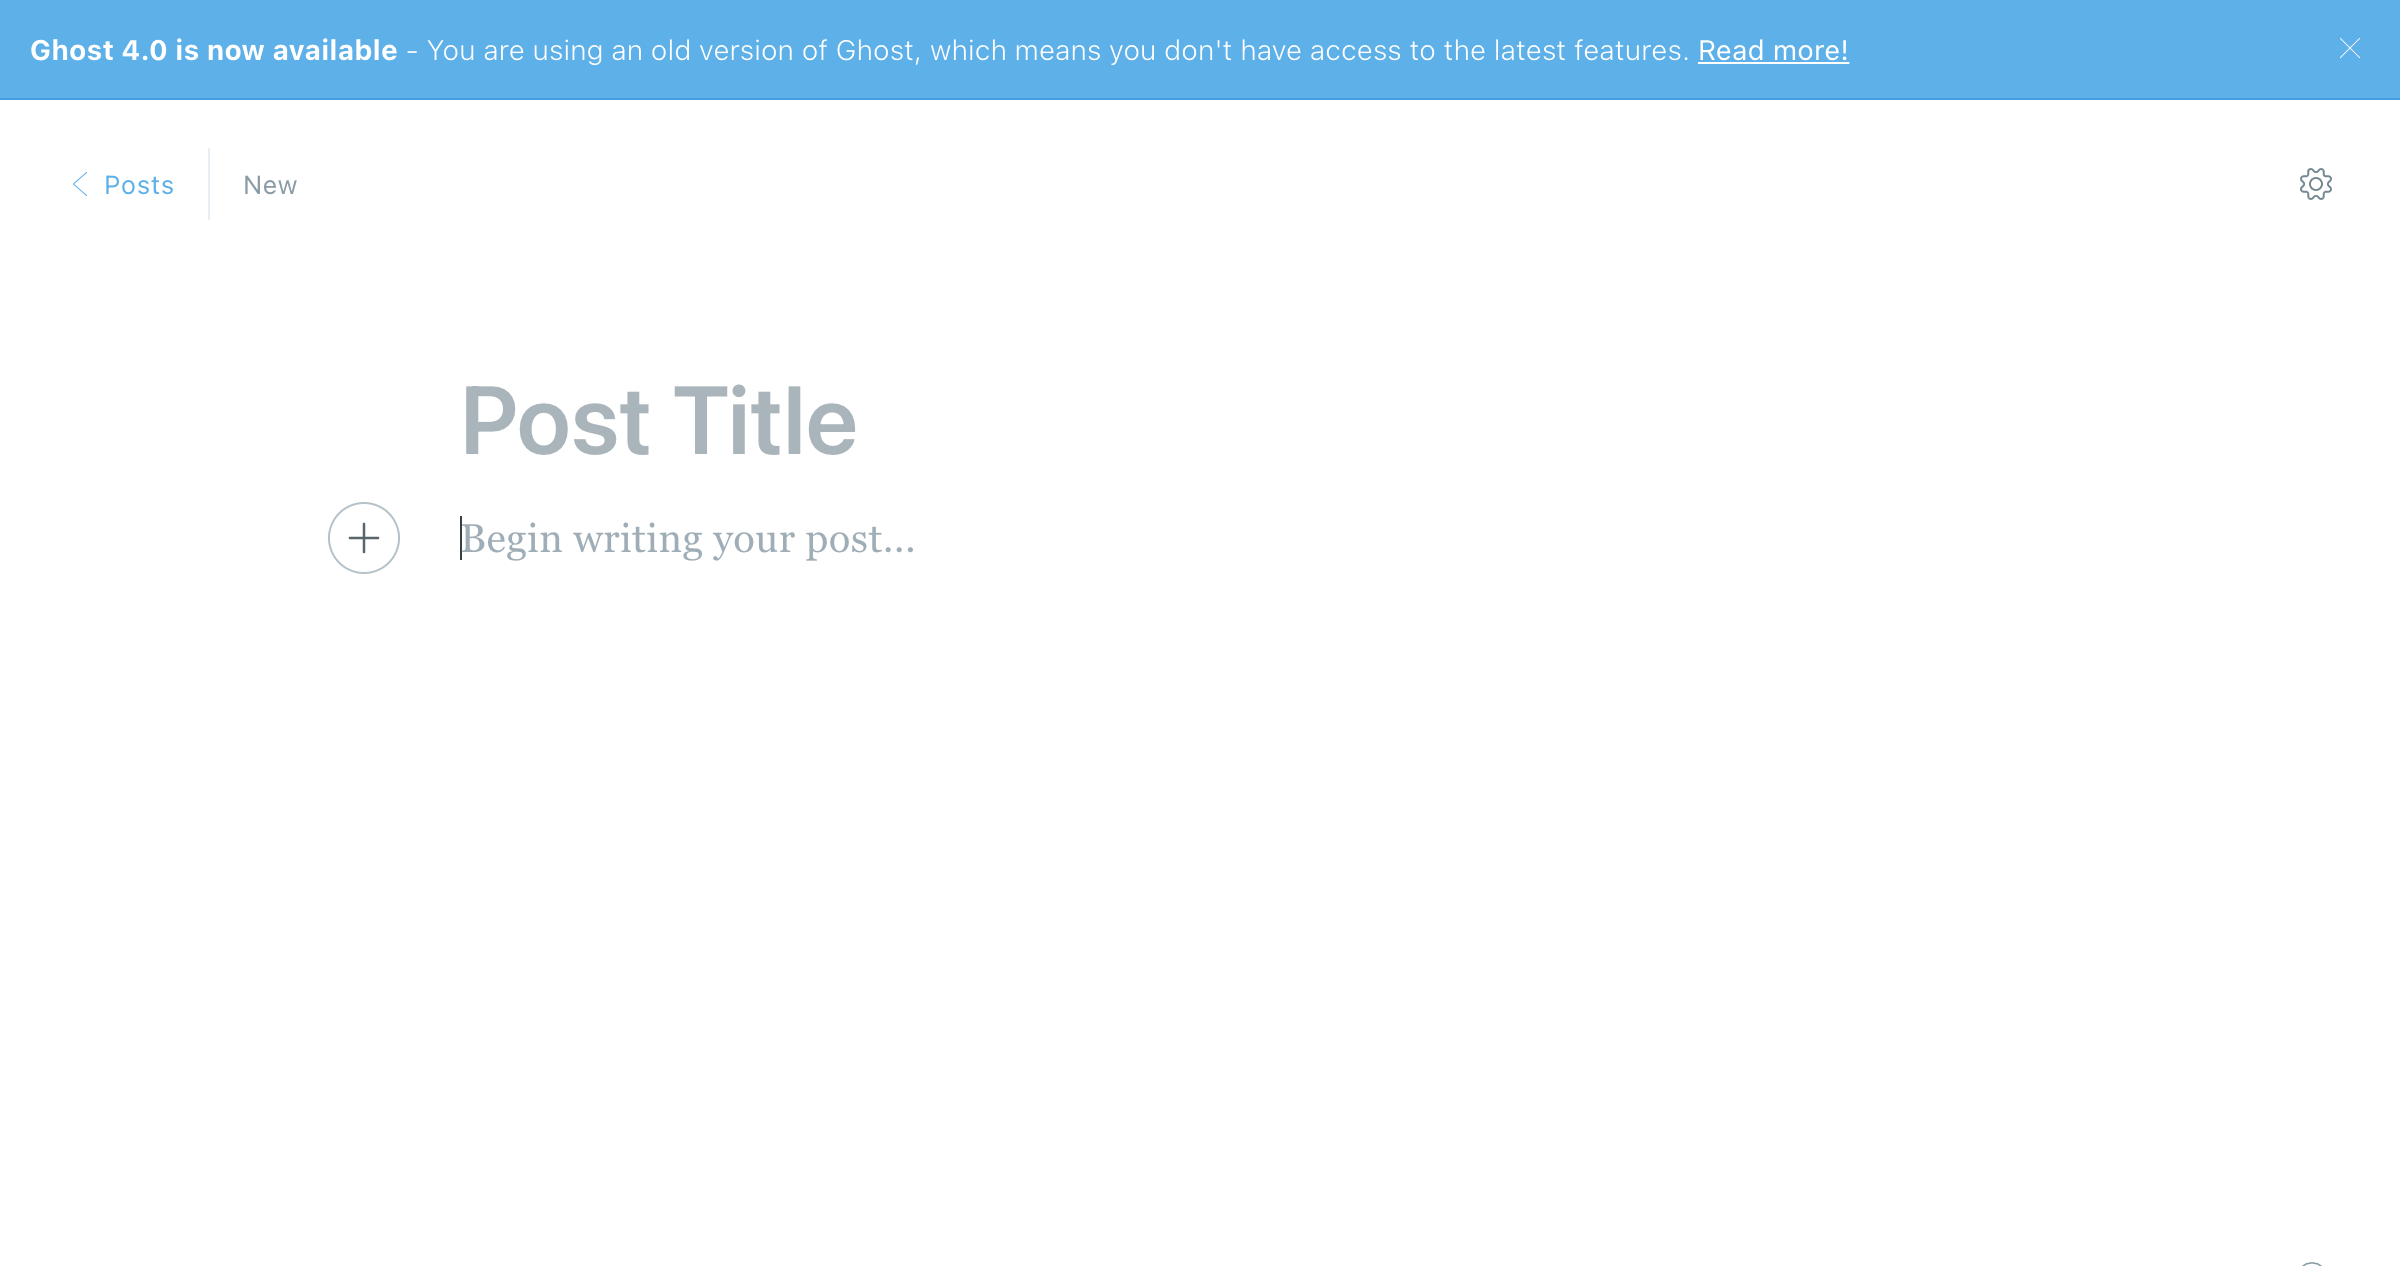 Ghost 4.0 is now available - You are using an old version of Ghost, which means you don't have access to the latest features. Read more!
Posts
New
Post Title
Begin writing your post...